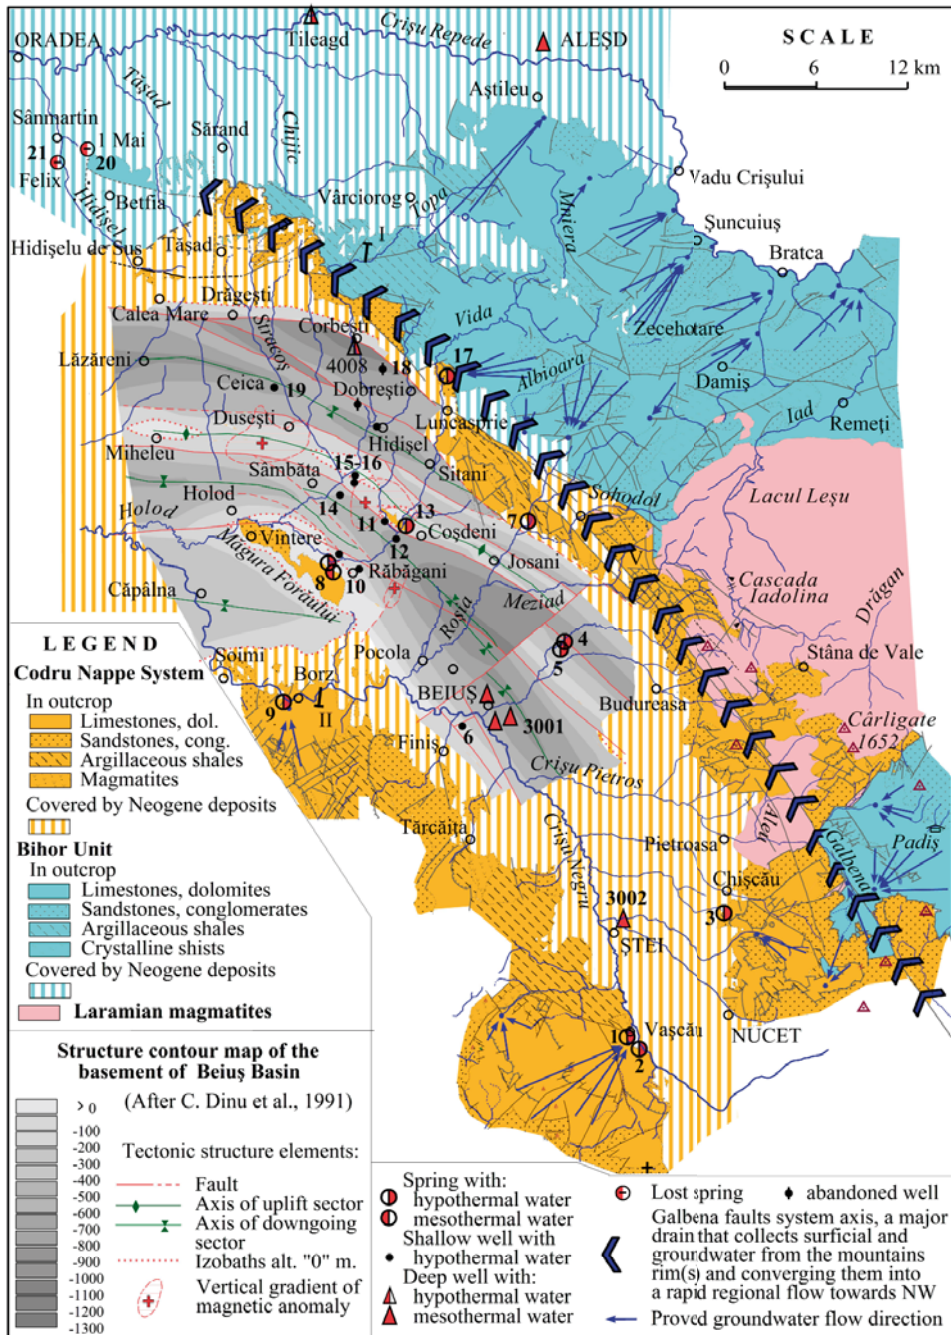 SCALE
0 6 12 km
ORADEA
Tileagd
Crişu Repede
ALEŞD
Aştileu
Tăşad
Chijic
Sânmartin
1 Mai
Sărand
21
20
Felix
Betfia
Hidişel
Vârciorog
Topa
Mniera
Vadu Crişului
Şuncuiuş
Bratca
Hidişelu de Sus
Tăşad
I
Drăgeşti
Calea Mare
Stracoş
Corbeşti
Vida
Zecehotare
Lăzăreni
4008
18
17
Albioara
Damiş
Ceica
19
Dobreşti
Iad
Remeţi
Duseşti
Luncasprie
Hidişel
Miheleu
Sâmbăta
15-16
Sitani
Lacul Leşu
Holod
Holod
14
13
Sohodol
11
7
Coşdeni
Vintere
12
Josani
Măgura Forăului
8
10
Răbăgani
Cascada
Iadolina
Drăgan
Căpâlna
Meziad
Roşia
4
5
Stâna de Vale
Soimi
Pocola
Borz
BEIUŞ
Budureasa
9
II
3001
6
Finiş
Cârligate
1652
Crişu Pietros
Tărcăiţa
Crişu Negru
Pietroasa
Aleu
Galbena
Padiş
Chişcău
3002
3
ŞTEI
NUCET
Vaşcău
1
2
LEGEND
Codru Nappe System
In outcrop
Limestones, dol.
Sandstones, cong.
Argillaceous shales
Magmatites
Covered by Neogene deposits
Bihor Unit
In outcrop
Limestones, dolomites
Sandstones, conglomerates
Argillaceous shales
Crystalline shists
Covered by Neogene deposits
Laramian magmatites
Structure contour map of the
basement of Beiuş Basin
(After C. Dinu et al., 1991)
> 0
-100
-200
-300
-400
-500
-600
-700
-800
-900
-1000
-1100
-1200
-1300
Tectonic structure elements:
Fault
Axis of uplift sector
Axis of downgoing
sector
Izobaths alt. "0" m.
Vertical gradient of
magnetic anomaly
Spring with:
hypothermal water
mesothermal water
Shallow well with
hypothermal water
Deep well with:
hypothermal water
mesothermal water
Lost spring
abandoned well
Galbena faults system axis, a major
drain that collects surficial and
groundwater from the mountains
rim(s) and converging them into
a rapid regional flow towards NW
Proved groundwater flow direction